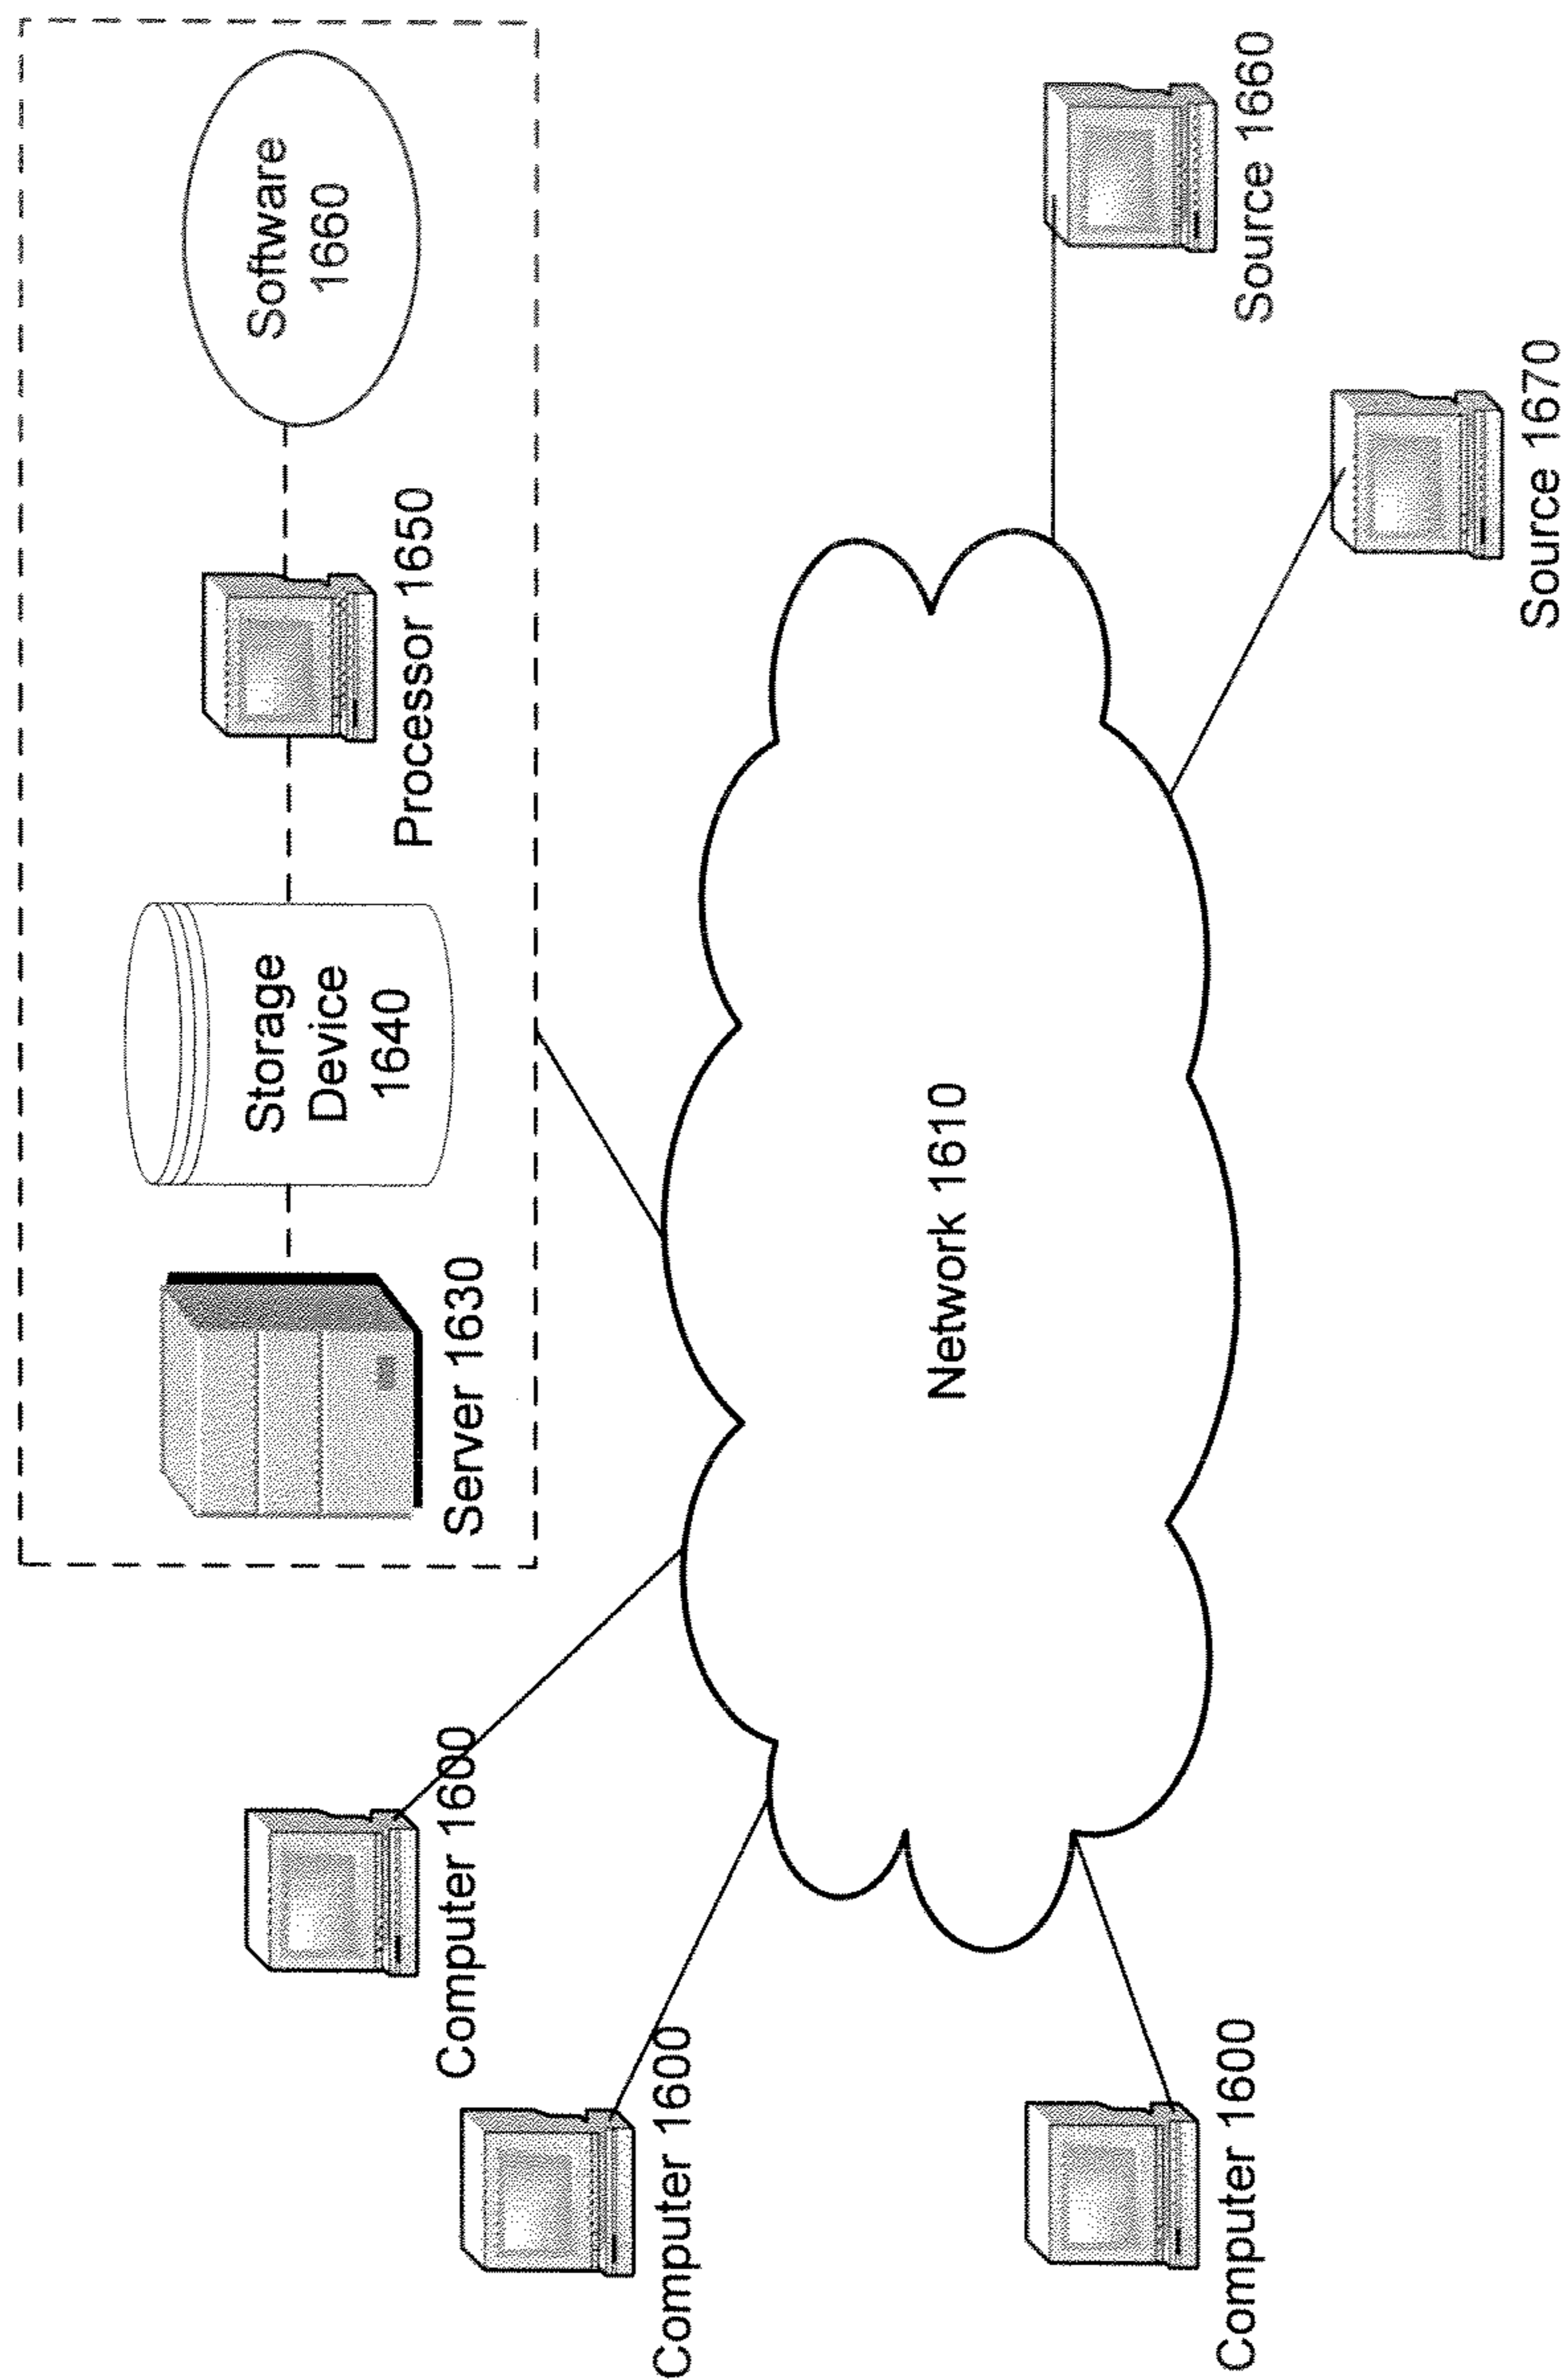 Server 1630
Storage
Device
1640
Processor 1650
Software
1660
Computer 1600
Computer 1600
Computer 1600
Network 1610
Source 1660
Source 1670